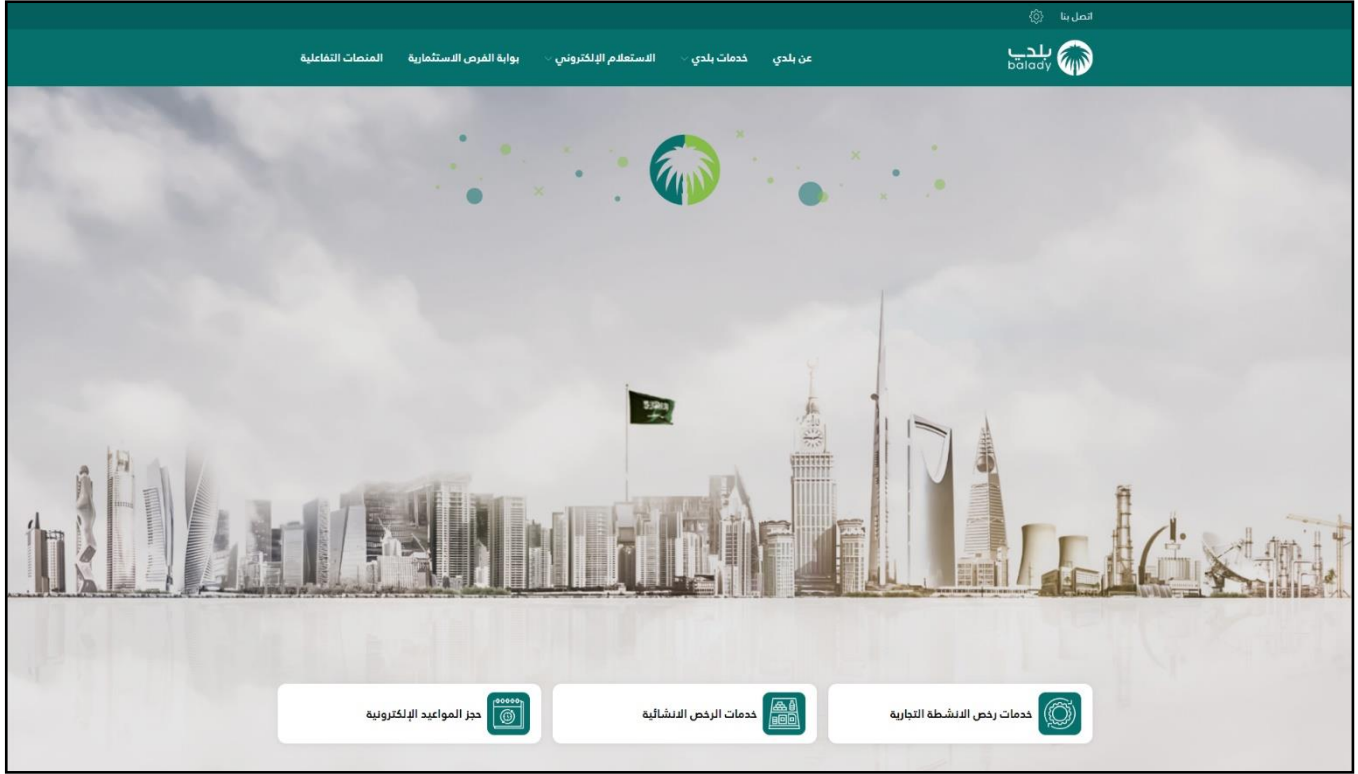 اتصل بنا
بلدي
balady
عن بلدي
خدمات بلدي
الاستعلام الإلكتروني
بوابة الفرص الاستثمارية
المنصات التفاعلية
خدمات رخص الانشطة التجارية
خدمات الرخص الانشائية
حجز المواعيد الإلكترونية